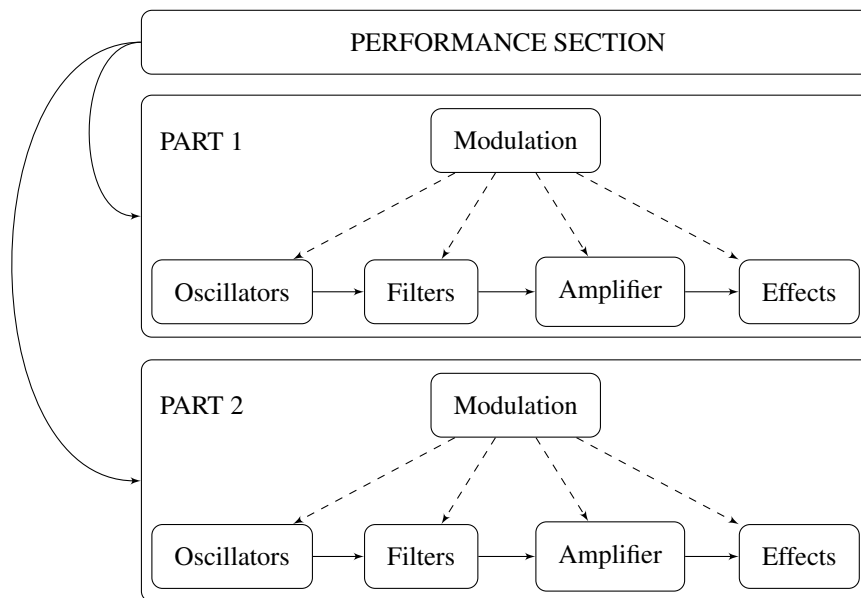 PERFORMANCE SECTION
PART 1
Modulation
Oscillators
Filters
Amplifier
Effects
PART 2
Modulation
Oscillators
Filters
Amplifier
Effects